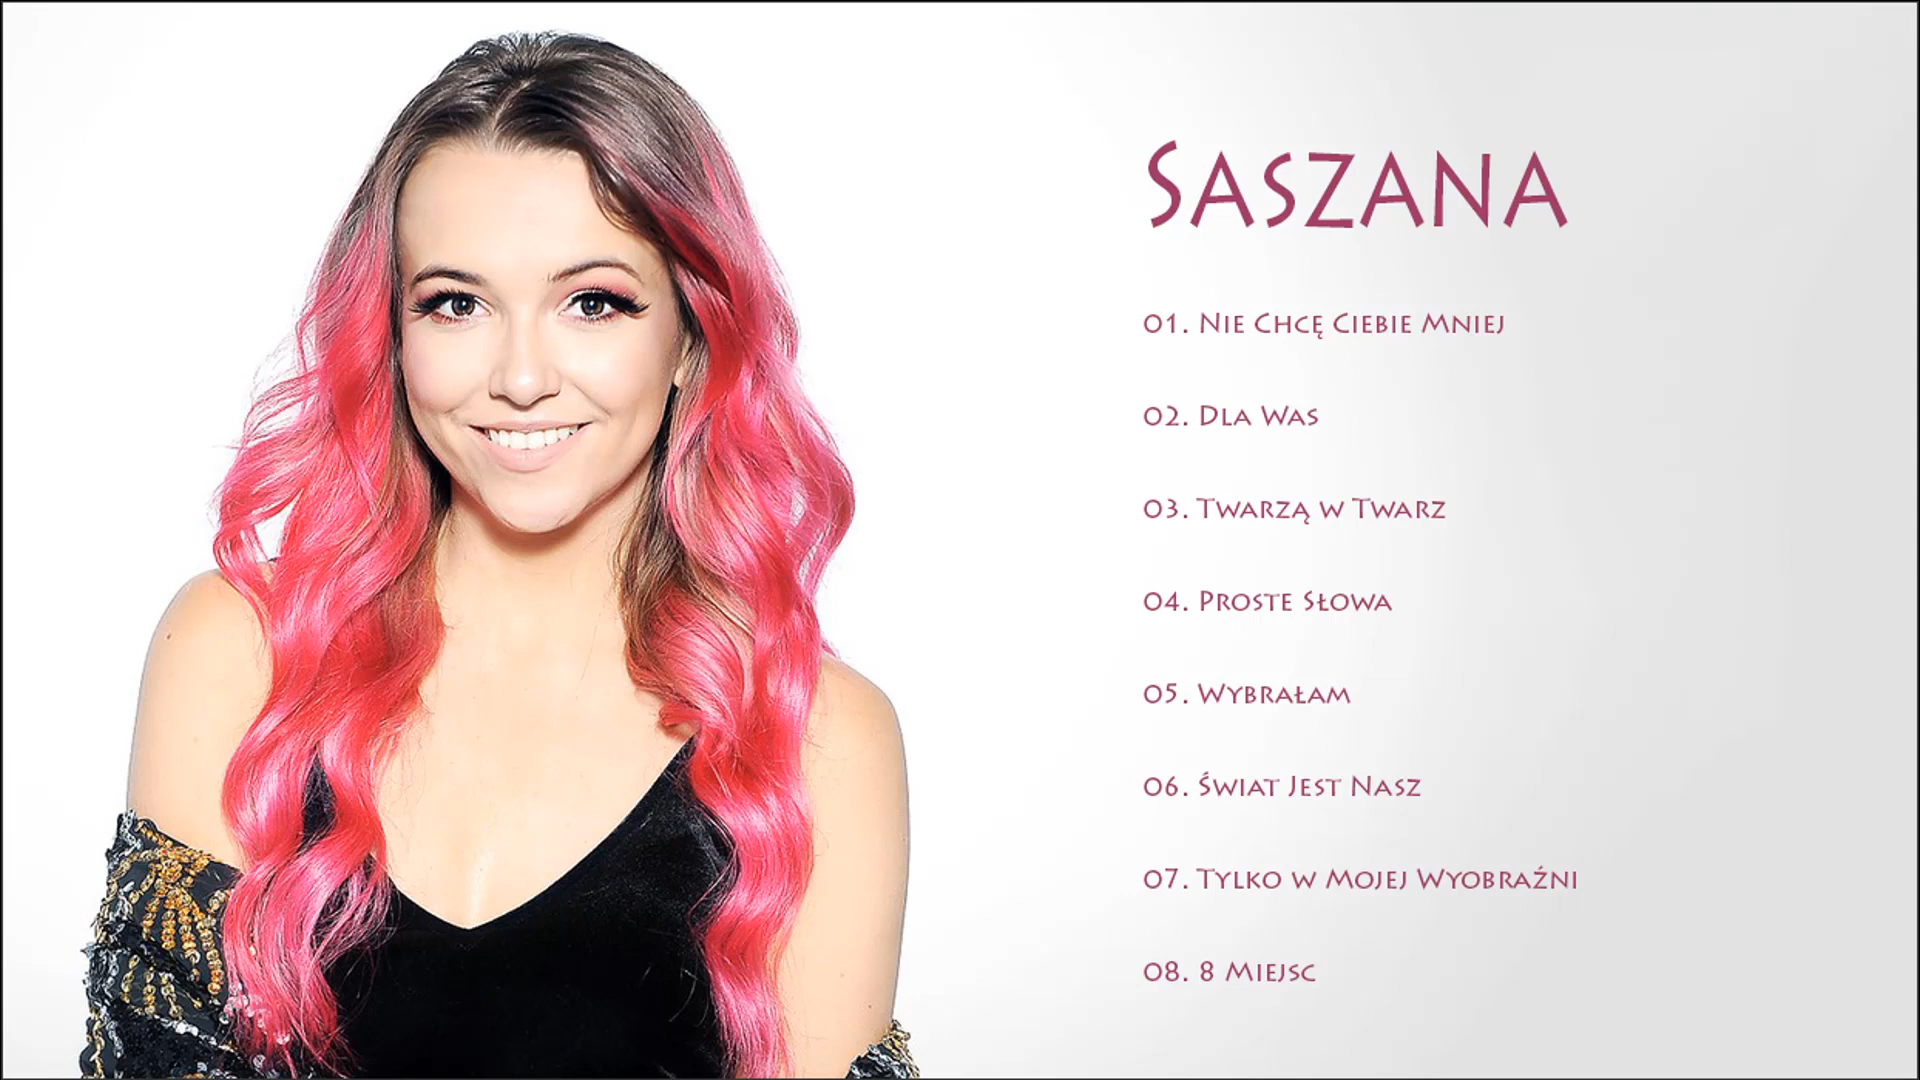 Saszana
01. Nie Chcę Ciebie Mniej
02. Dla Was
03. Twarzą w Twarz
04. Proste Słowa
05. Wybrałam
06. Świat Jest Nasz
07. Tylko w Mojej Wyobraźni
08. 8 Miejsc